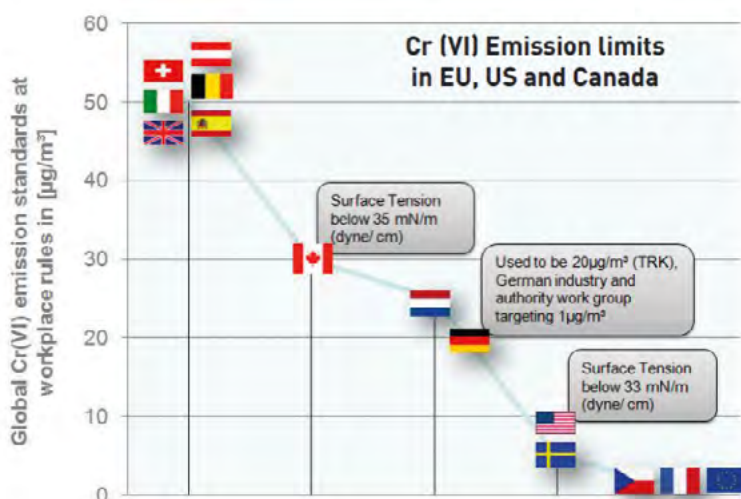 Cr (VI) Emission limits
in EU, US and Canada
Global Cr(VI) emission standards at
workplace rules in [µg/m³]
60
50
40
30
20
10
0
Surface Tension
below 35 mN/m
(dyne/ cm)
Used to be 20µg/m³ (TRK),
German industry and
authority work group
targeting 1µg/m³
Surface Tension
below 33 mN/m
(dyne/ cm)